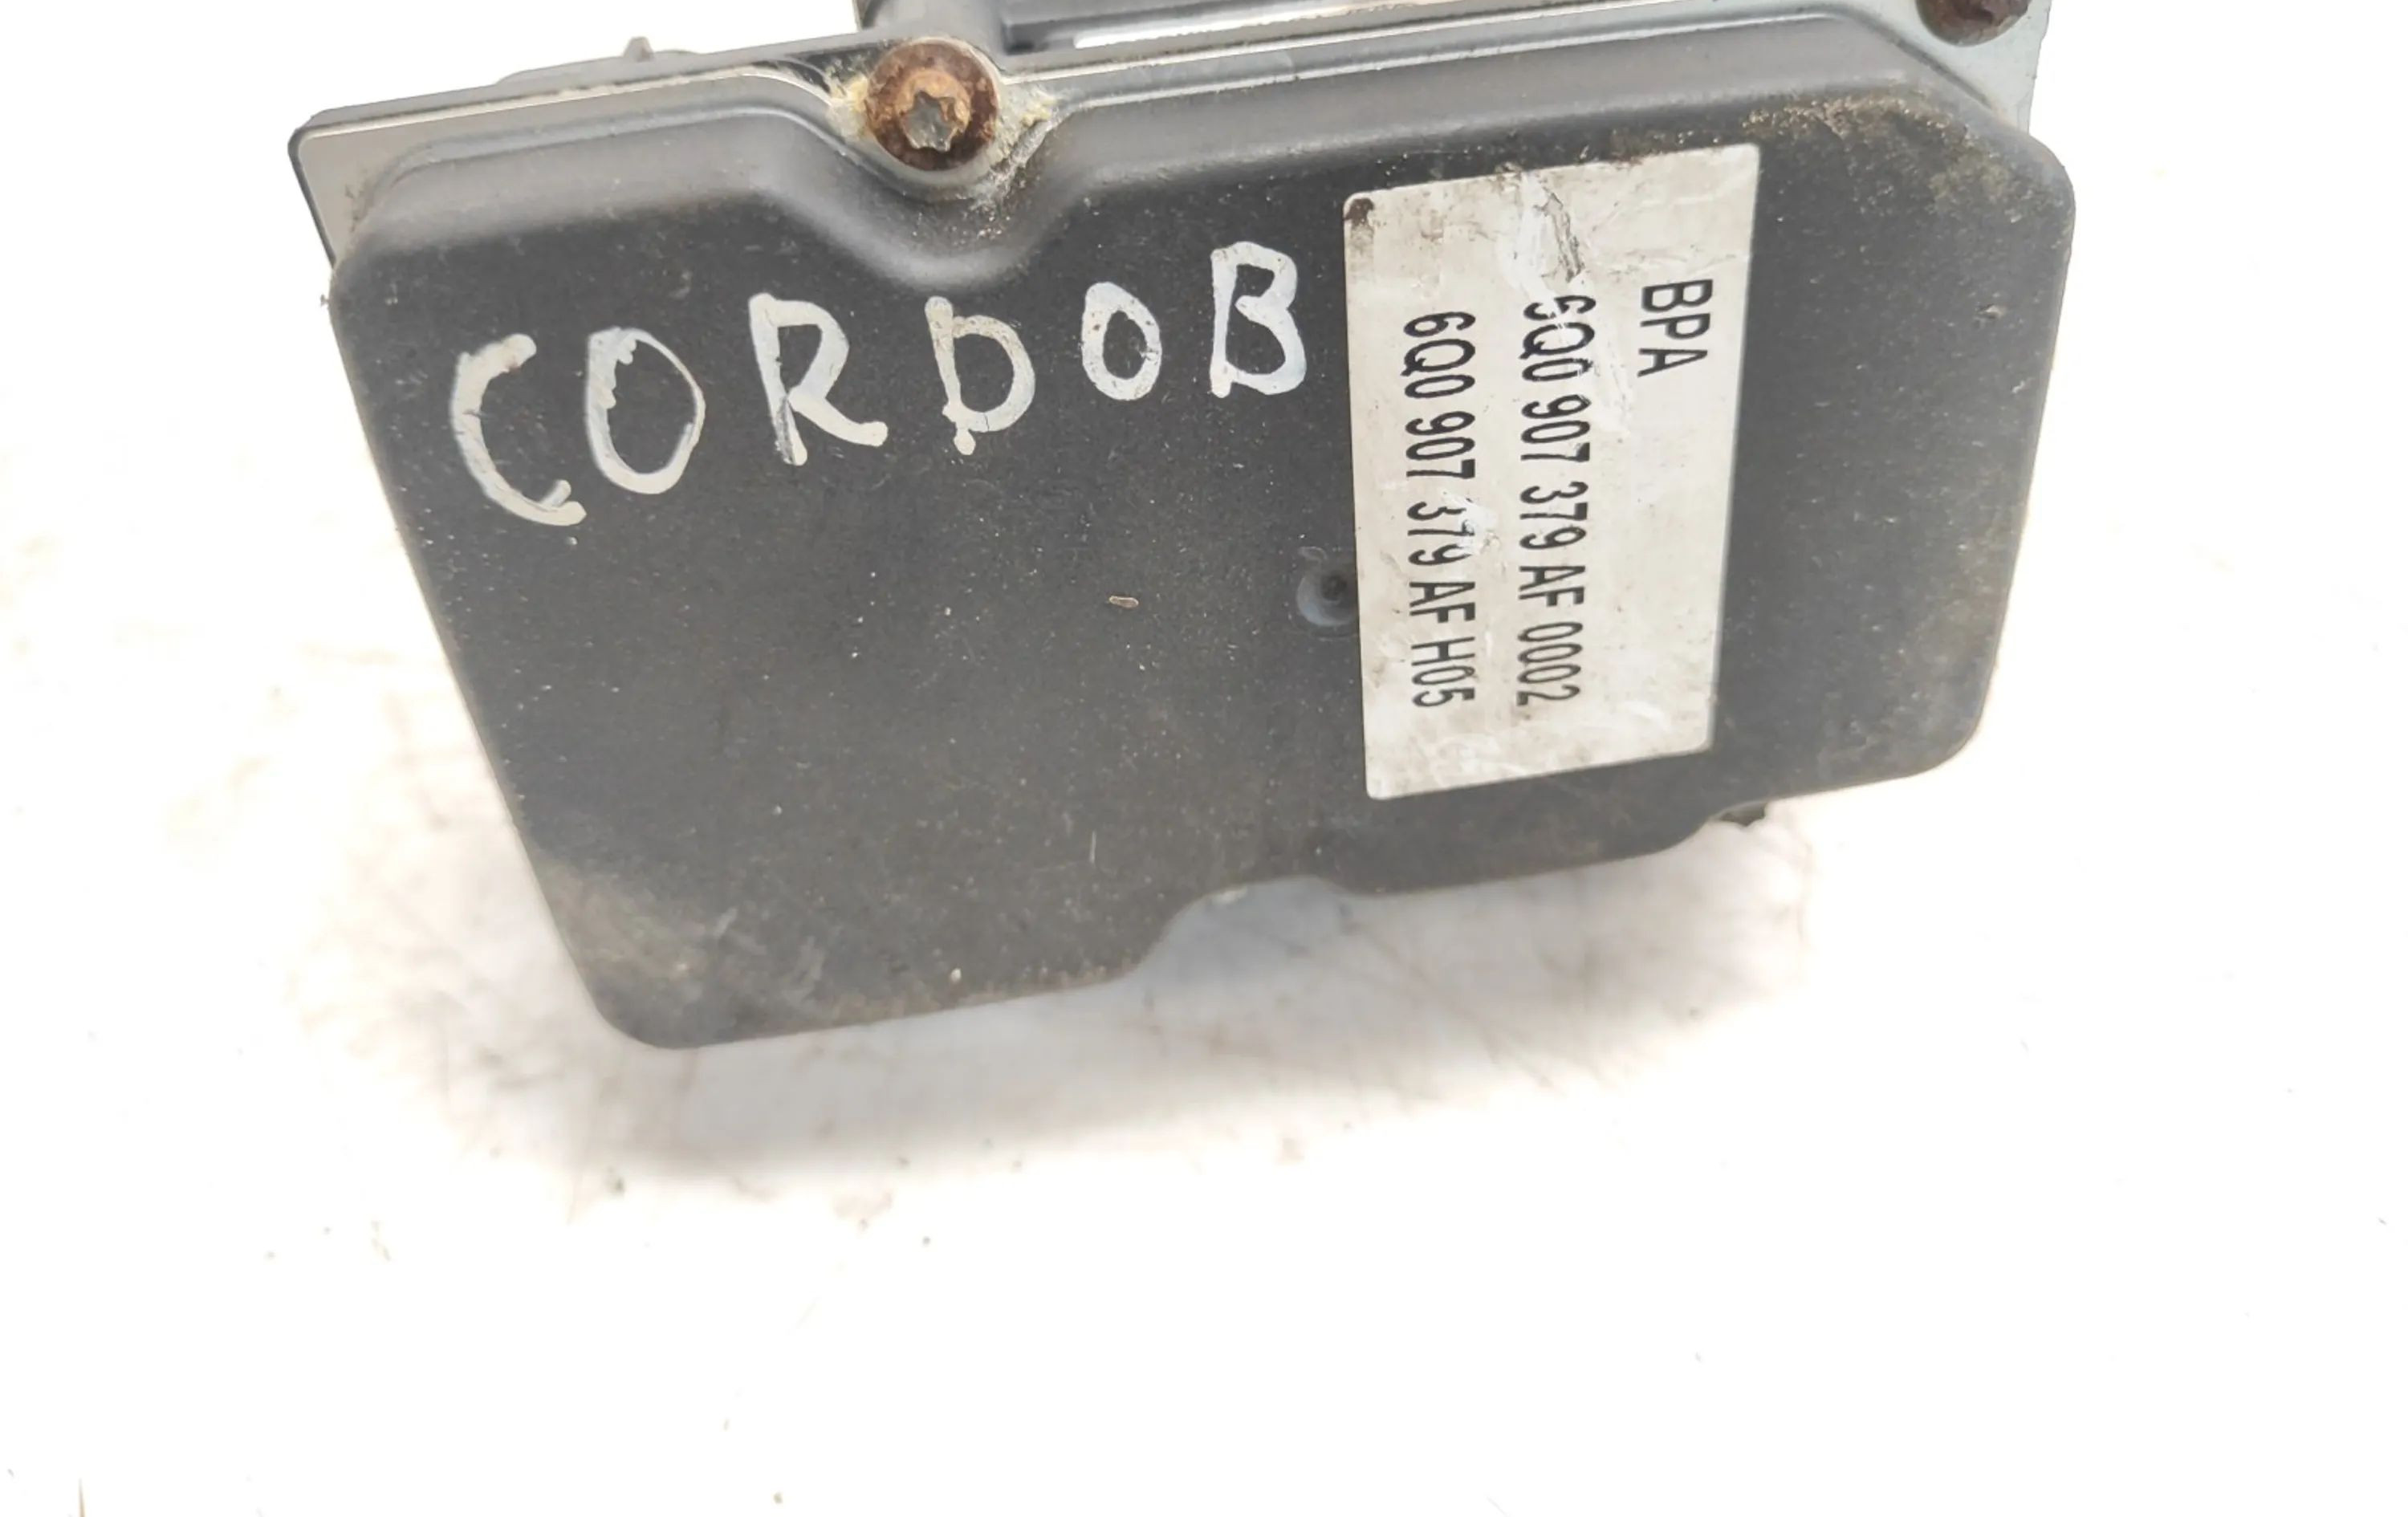 CORDOB
BPA
6Q0 907 379 AF 0002
6Q0 907 379 AF H05